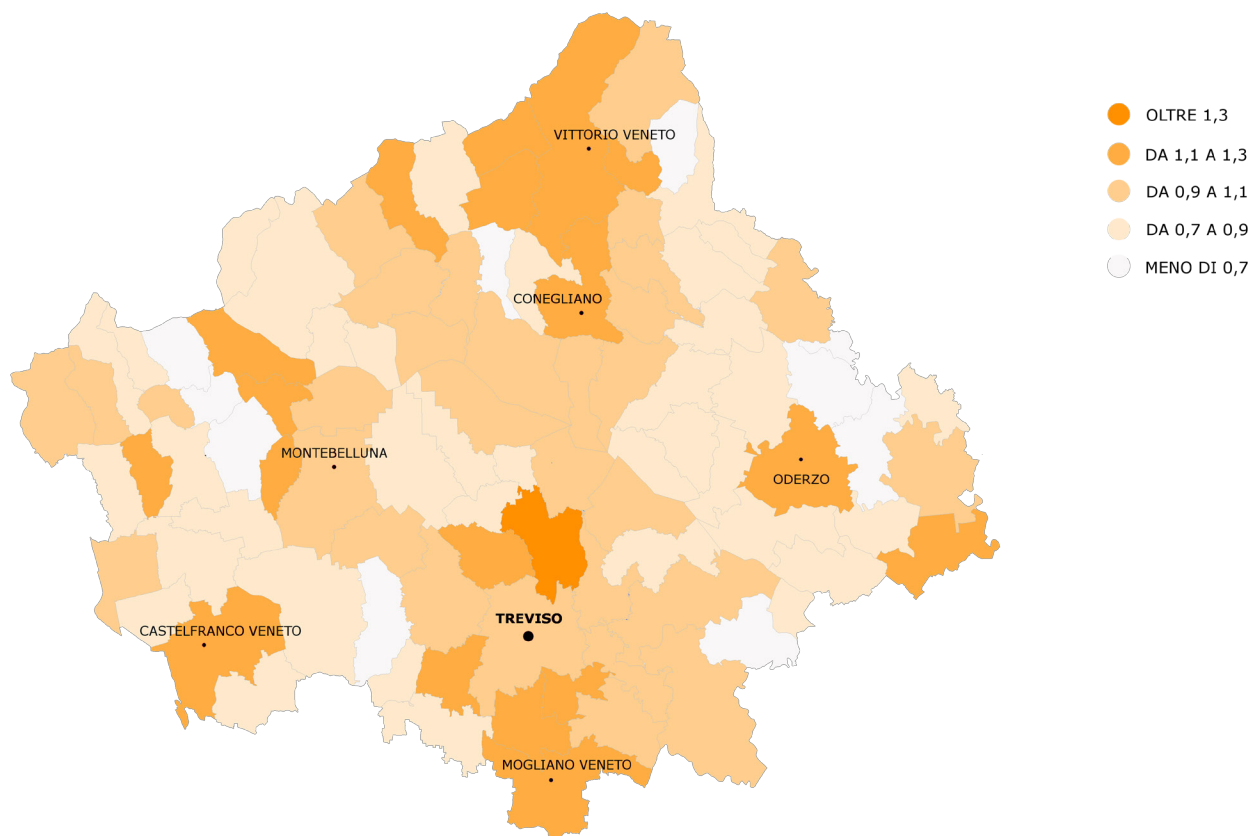 OLTRE 1,3
VITTORIO VENETO
DA 1,1 A 1,3
DA 0,9 A 1,1
DA 0,7 A 0,9
MENO DI 0,7
CONEGLIANO
MONTEBELLUNA
ODERZO
TREVISO
CASTELFRANCO VENETO
MOGLIANO VENETO